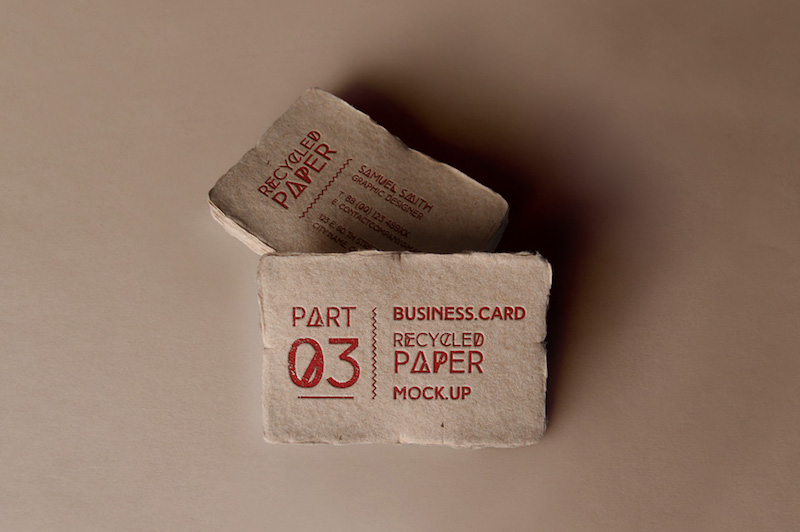 RECYCLED
PAPER
SAMUEL SMITH
GRAPHIC DESIGNER
PART
03
BUSINESS.CARD
RECYCLED
PAPER
MOCK.UP